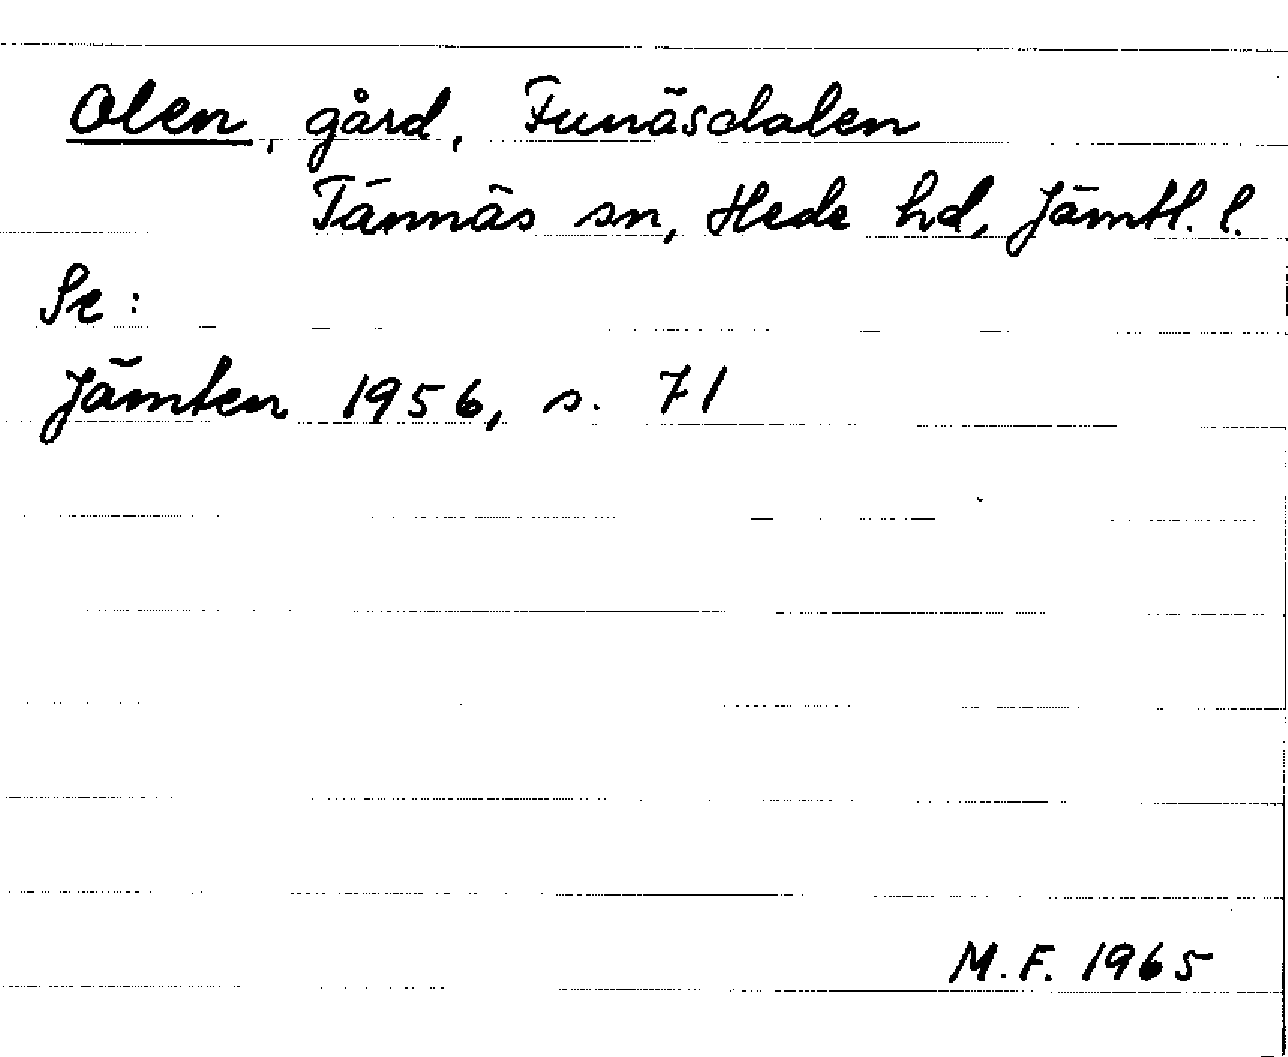 Olen, gård, Funäsdalen
Tännäs sn, Hede hd, Jämtl. l.
Se:
Jämten 1956, s. 71
M.F. 1965